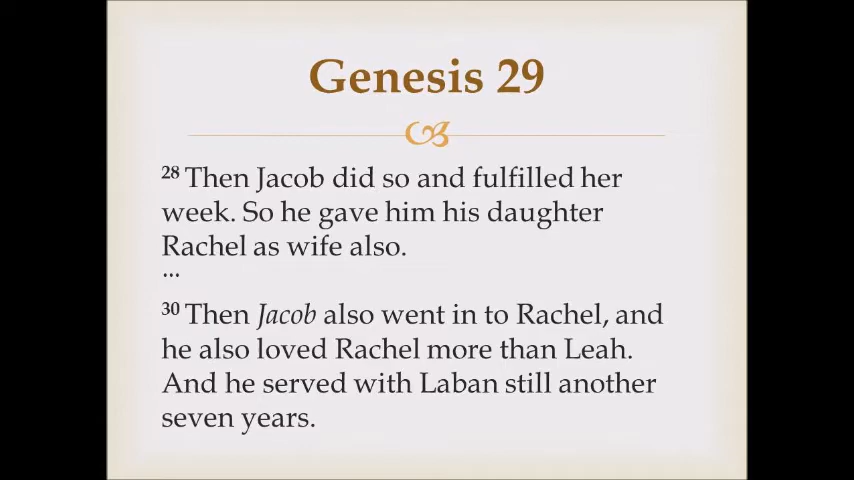 Genesis 29
28 Then Jacob did so and fulfilled her
week. So he gave him his daughter
Rachel as wife also.
...
30 Then Jacob also went in to Rachel, and
he also loved Rachel more than Leah.
And he served with Laban still another
seven years.